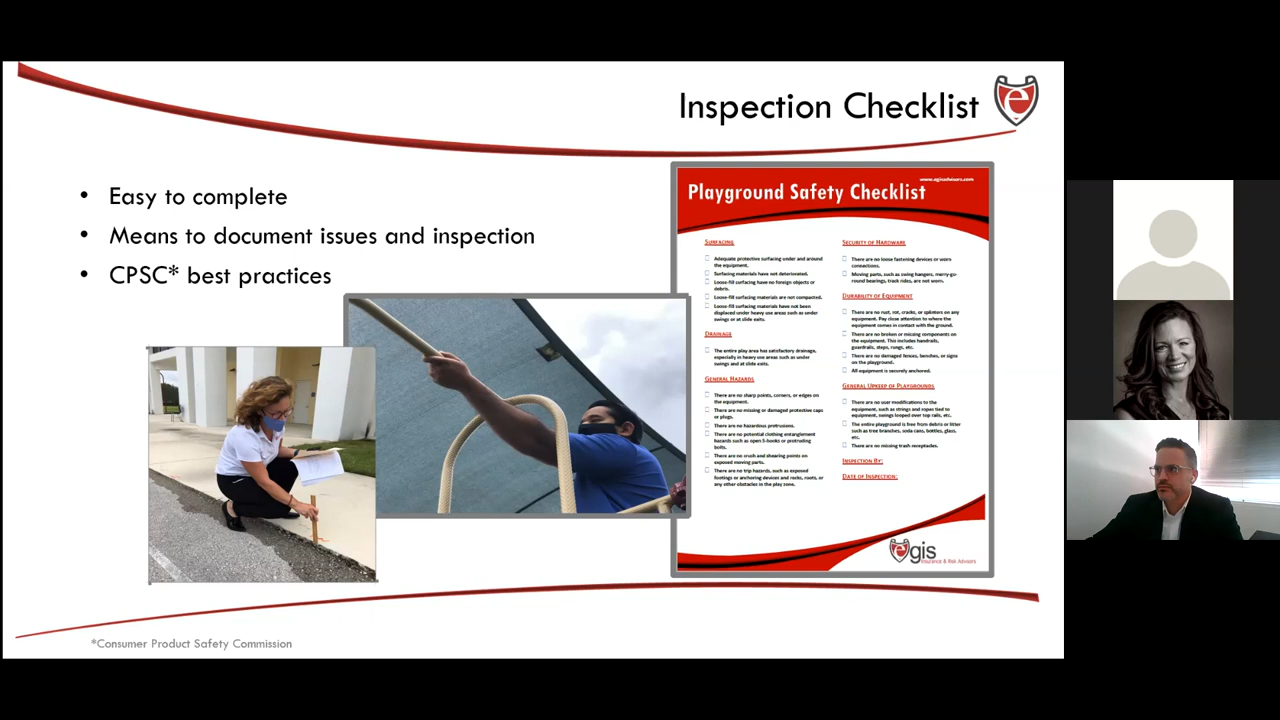 Inspection Checklist
• Easy to complete
• Means to document issues and inspection
• CPSC* best practices
www.egisadvisors.com
Playground Safety Checklist
SURFACING
Adequate protective surfacing under and around
the equipment.
Surfacing materials have not deteriorated.
Loose-fill surfacing have no foreign objects or
debris.
Loose-fill surfacing materials are not compacted.
Loose-fill surfacing materials have not been
displaced under heavy use areas such as under
swings or at slide exits.
DRAINAGE
The entire play area has satisfactory drainage,
especially in heavy use areas such as under
swings and at slide exits.
GENERAL HAZARDS
There are no sharp points, corners, or edges on
the equipment.
There are no missing or damaged protective caps
or plugs.
There are no hazardous protrusions.
There are no potential clothing entanglement
hazards such as open S-hooks or protruding
bolts.
There are no crush and shearing points on
exposed moving parts.
There are no trip hazards, such as exposed
footings or anchoring devices and rocks, roots, or
any other obstacles in the play zone.
SECURITY OF HARDWARE
There are no loose fastening devices or worn
connections.
Moving parts, such as swing hangers, merry-go-
round bearings, track rides, are not worn.
DURABILITY OF EQUIPMENT
There are no rust, rot, cracks, or splinters on any
equipment. Pay close attention to where the
equipment comes in contact with the ground.
There are no broken or missing components on
the equipment. This includes handrails,
guardrails, steps, rungs, etc.
There are no damaged fences, benches, or signs
on the playground.
All equipment is securely anchored.
GENERAL UPKEEP OF PLAYGROUNDS
There are no user modifications to the
equipment, such as strings and ropes tied to
equipment, swings looped over top rails, etc.
The entire playground is free from debris or litter
such as tree branches, soda cans, bottles, glass,
etc.
There are no missing trash receptacles.
INSPECTION BY:
DATE OF INSPECTION:
egis
Insurance & Risk Advisors
*Consumer Product Safety Commission